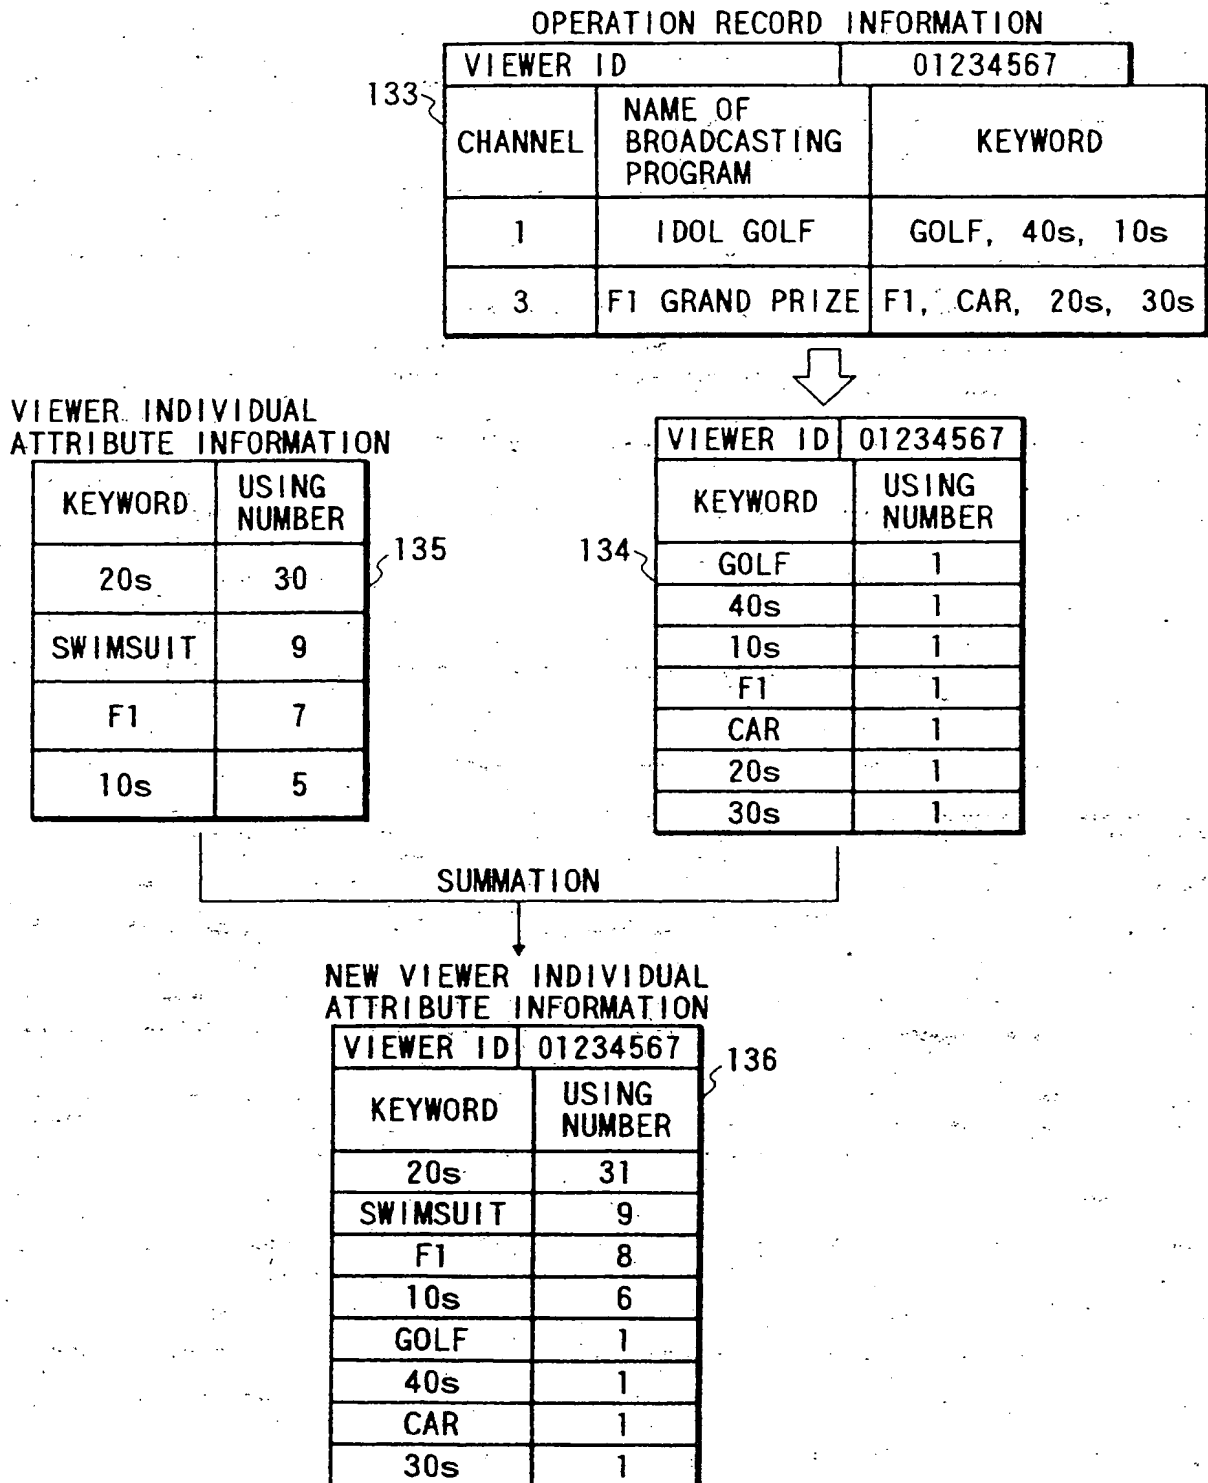 OPERATION RECORD INFORMATION
VIEWER ID 01234567
133
CHANNEL NAME OF BROADCASTING PROGRAM KEYWORD
1 IDOL GOLF GOLF, 40s, 10s
3 F1 GRAND PRIZE F1, CAR, 20s, 30s
VIEWER INDIVIDUAL
ATTRIBUTE INFORMATION
KEYWORD USING NUMBER
135
20s 30
SWIMSUIT 9
F1 7
10s 5
VIEWER ID 01234567
KEYWORD USING NUMBER
134
GOLF 1
40s 1
10s 1
F1 1
CAR 1
20s 1
30s 1
SUMMATION
NEW VIEWER INDIVIDUAL
ATTRIBUTE INFORMATION
VIEWER ID 01234567
136
KEYWORD USING NUMBER
20s 31
SWIMSUIT 9
F1 8
10s 6
GOLF 1
40s 1
CAR 1
30s 1